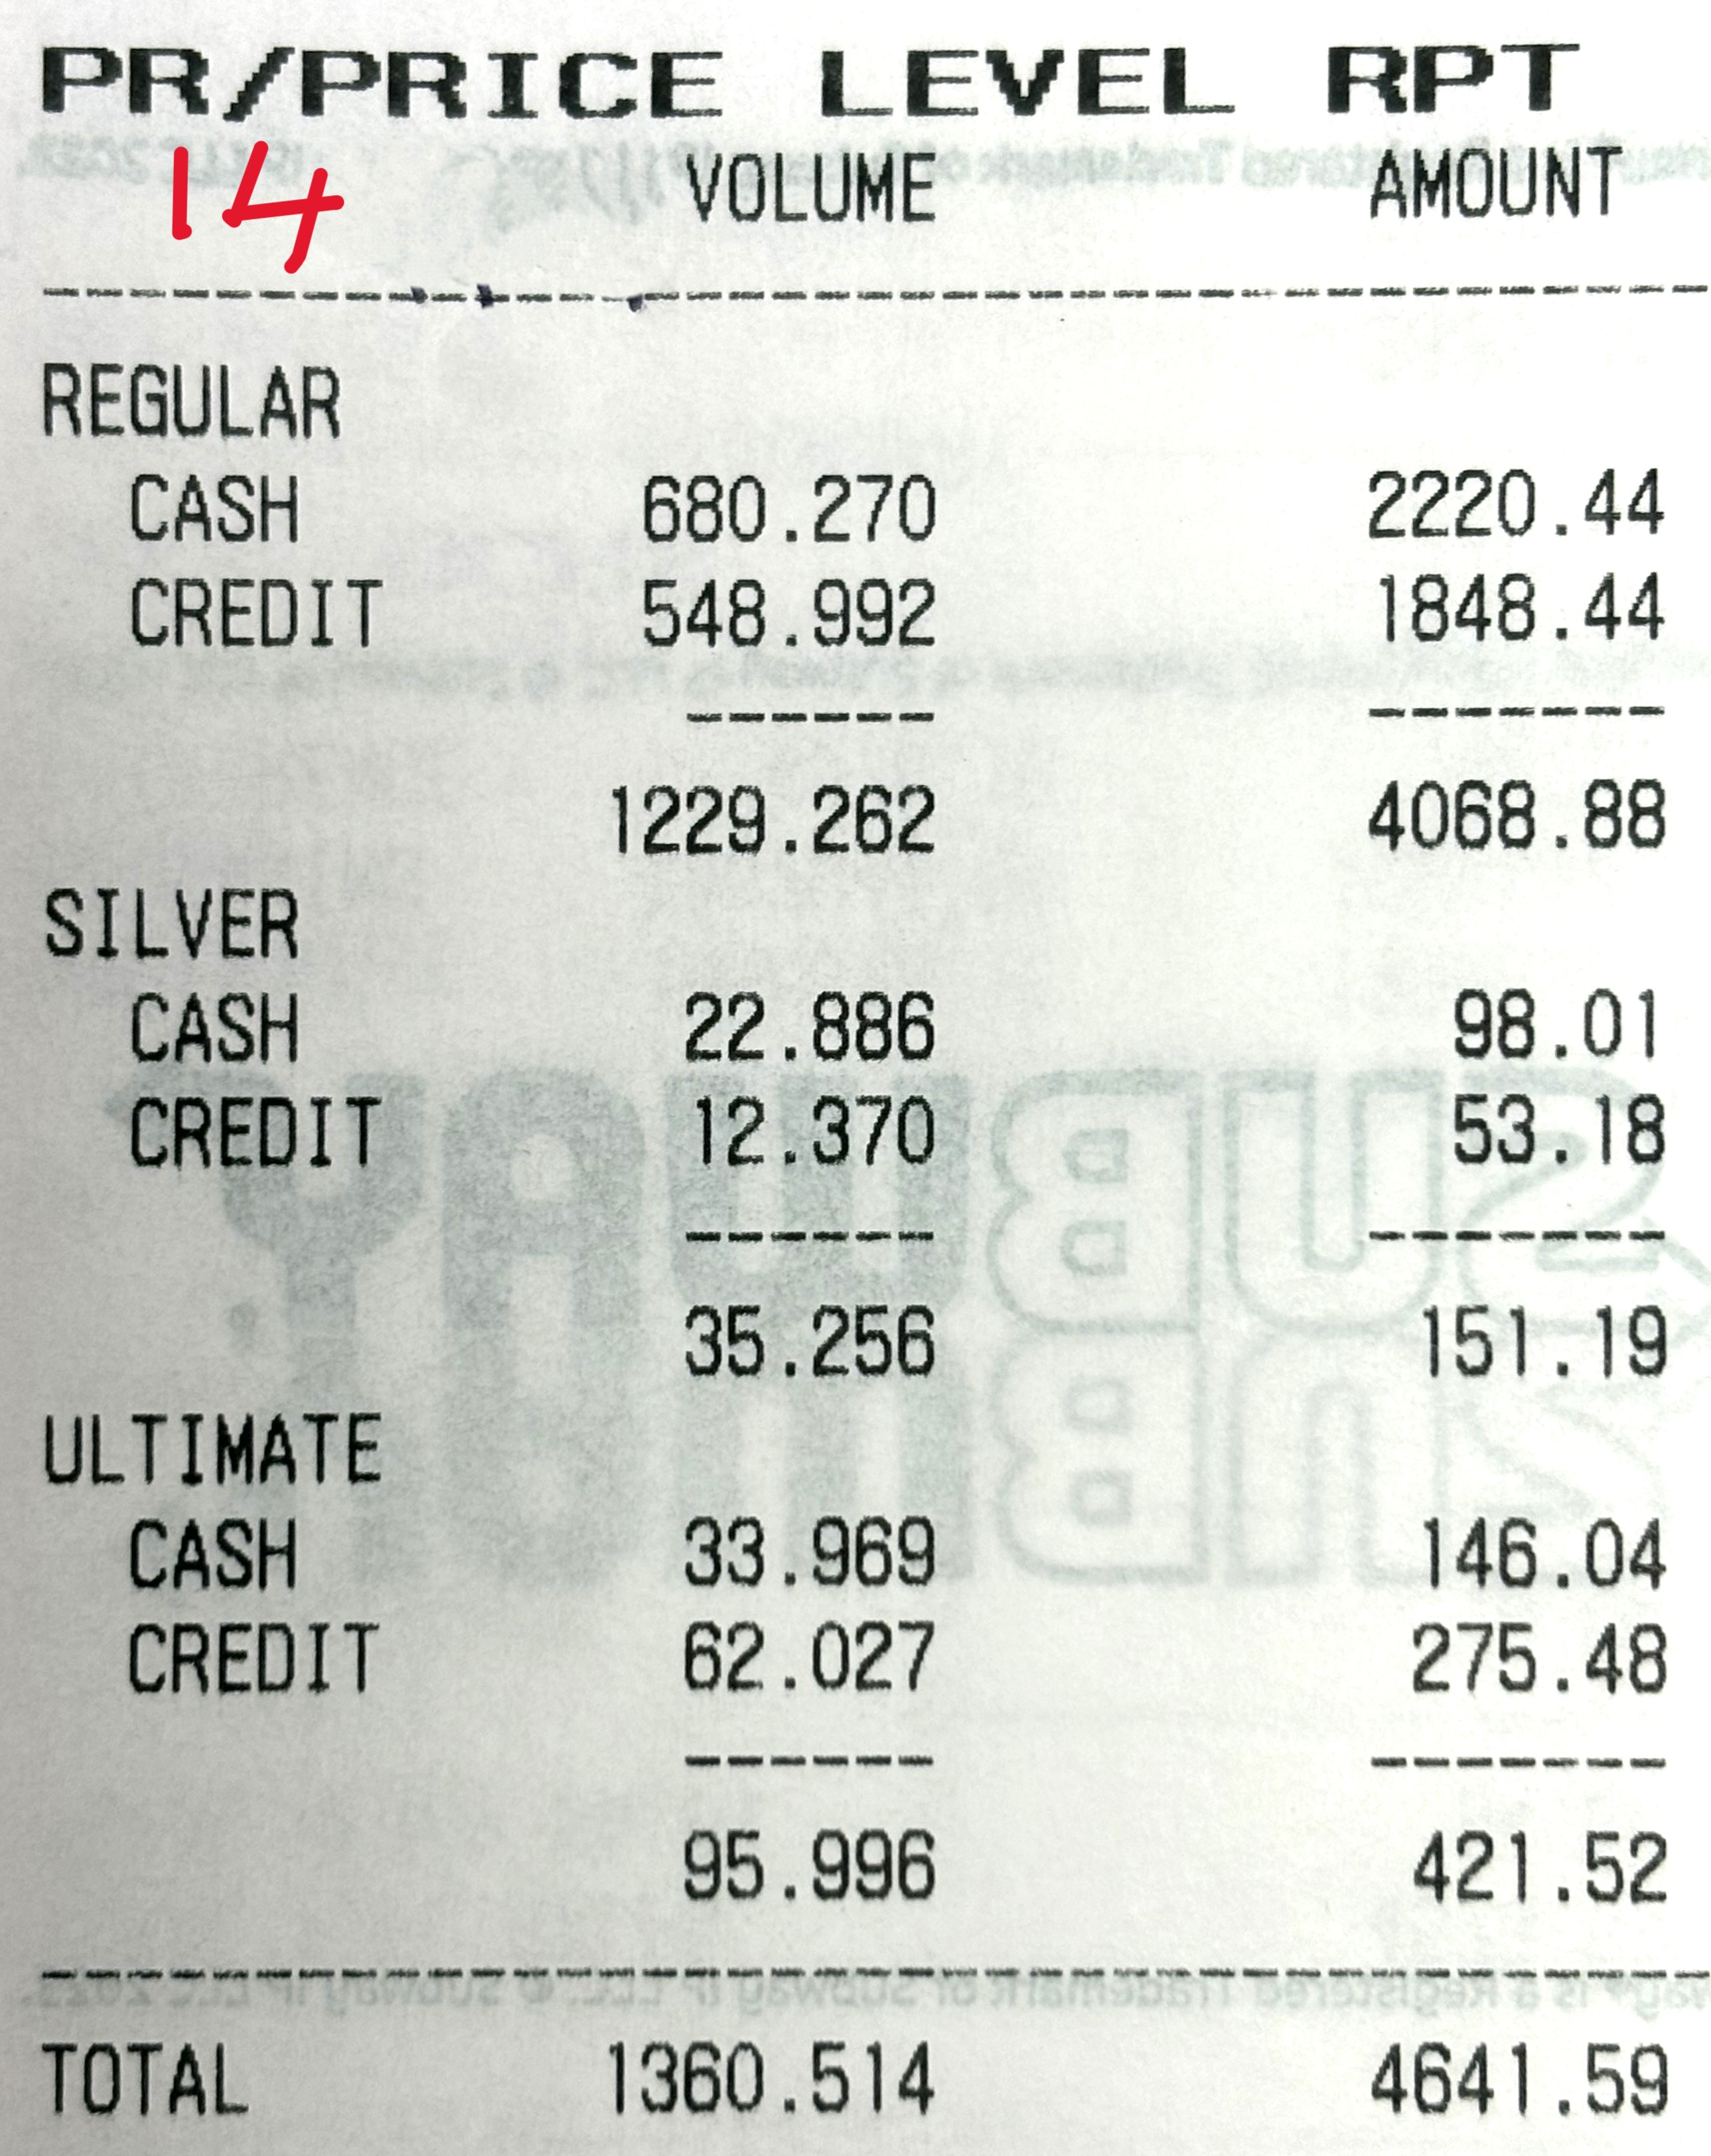 PR/PRICE LEVEL RPT
14 VOLUME AMOUNT
REGULAR
CASH 680.270 2220.44
CREDIT 548.992 1848.44
1229.262 4068.88
SILVER
CASH 22.886 98.01
CREDIT 12.370 53.18
35.256 151.19
ULTIMATE
CASH 33.969 146.04
CREDIT 62.027 275.48
95.996 421.52
TOTAL 1360.514 4641.59